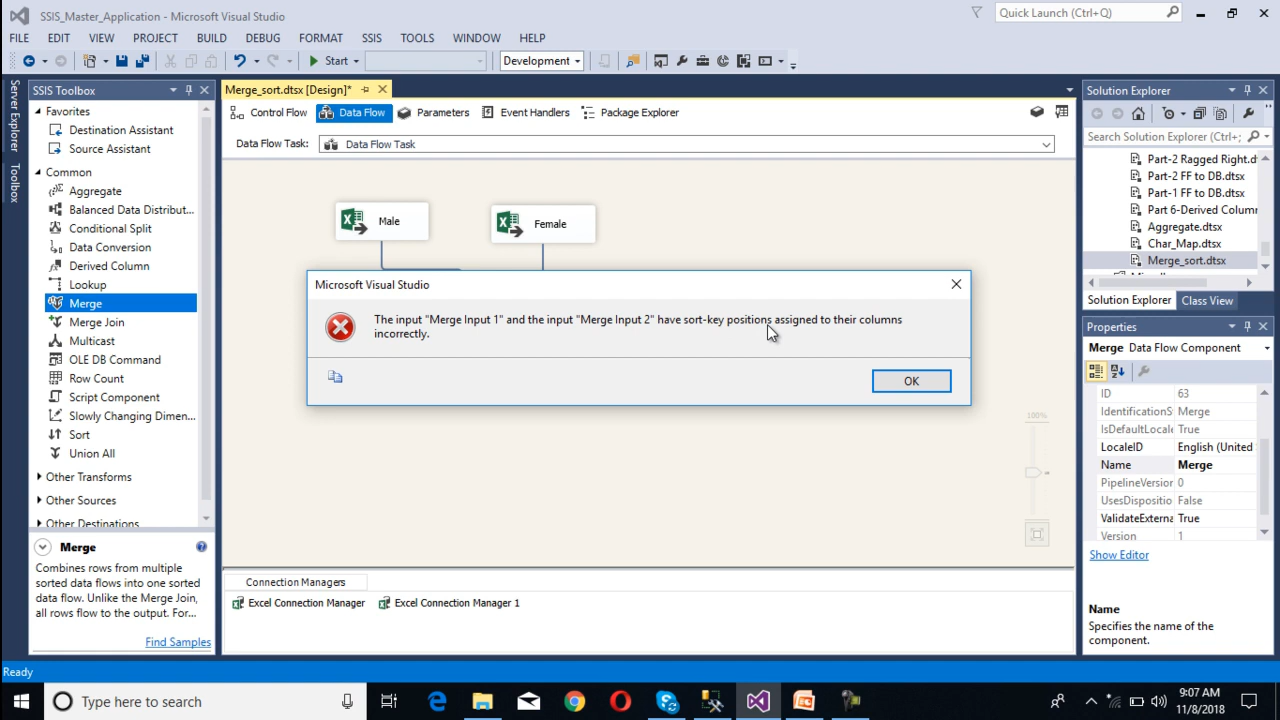 SSIS_Master_Application - Microsoft Visual Studio
Quick Launch (Ctrl+Q)
FILE EDIT VIEW PROJECT BUILD DEBUG FORMAT SSIS TOOLS WINDOW HELP
Start
Development
Server Explorer
Toolbox
SSIS Toolbox
Favorites
Destination Assistant
Source Assistant
Common
Aggregate
Balanced Data Distribut...
Conditional Split
Data Conversion
Derived Column
Lookup
Merge
Merge Join
Multicast
OLE DB Command
Row Count
Script Component
Slowly Changing Dimen...
Sort
Union All
Other Transforms
Other Sources
Other Destinations
Merge
Combines rows from multiple
sorted data flows into one sorted
data flow. Unlike the Merge Join,
all rows flow to the output. For...
Find Samples
Merge_sort.dtsx [Design]*
Control Flow Data Flow Parameters Event Handlers Package Explorer
Data Flow Task: Data Flow Task
Male
Female
Microsoft Visual Studio
The input "Merge Input 1" and the input "Merge Input 2" have sort-key positions assigned to their columns
incorrectly.
OK
100%
Connection Managers
Excel Connection Manager Excel Connection Manager 1
Solution Explorer
Search Solution Explorer (Ctrl+;
Part-2 Ragged Right.d
Part-2 FF to DB.dtsx
Part-1 FF to DB.dtsx
Part 6-Derived Colum
Aggregate.dtsx
Char_Map.dtsx
Merge_sort.dtsx
Solution Explorer Class View
Properties
Merge Data Flow Component
ID 63
IdentificationS Merge
IsDefaultLocale True
LocaleID English (United
Name Merge
PipelineVersion 0
UsesDispositio False
ValidateExterna True
Version 1
Show Editor
Name
Specifies the name of the
component.
Ready
Type here to search
9:07 AM
11/8/2018